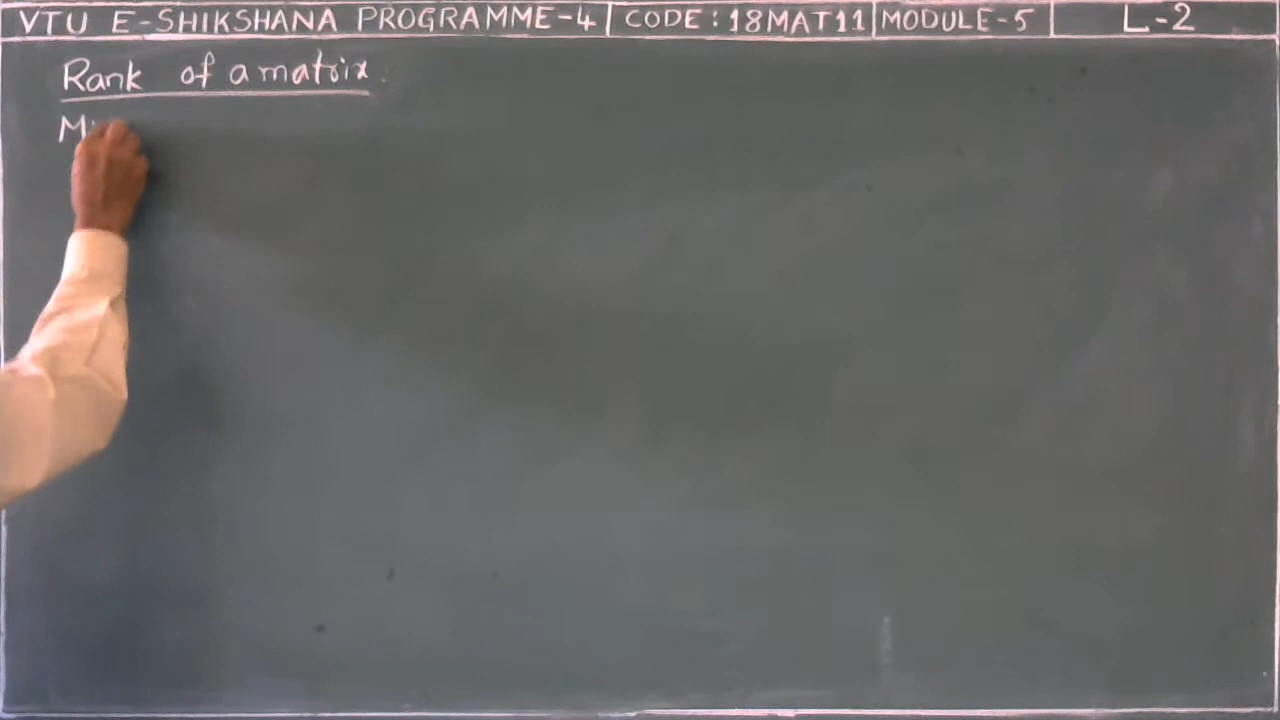 VTU E-SHIKSHANA PROGRAMME-4 CODE: 18MAT11 MODULE-5 L-2
Rank of a matrix.